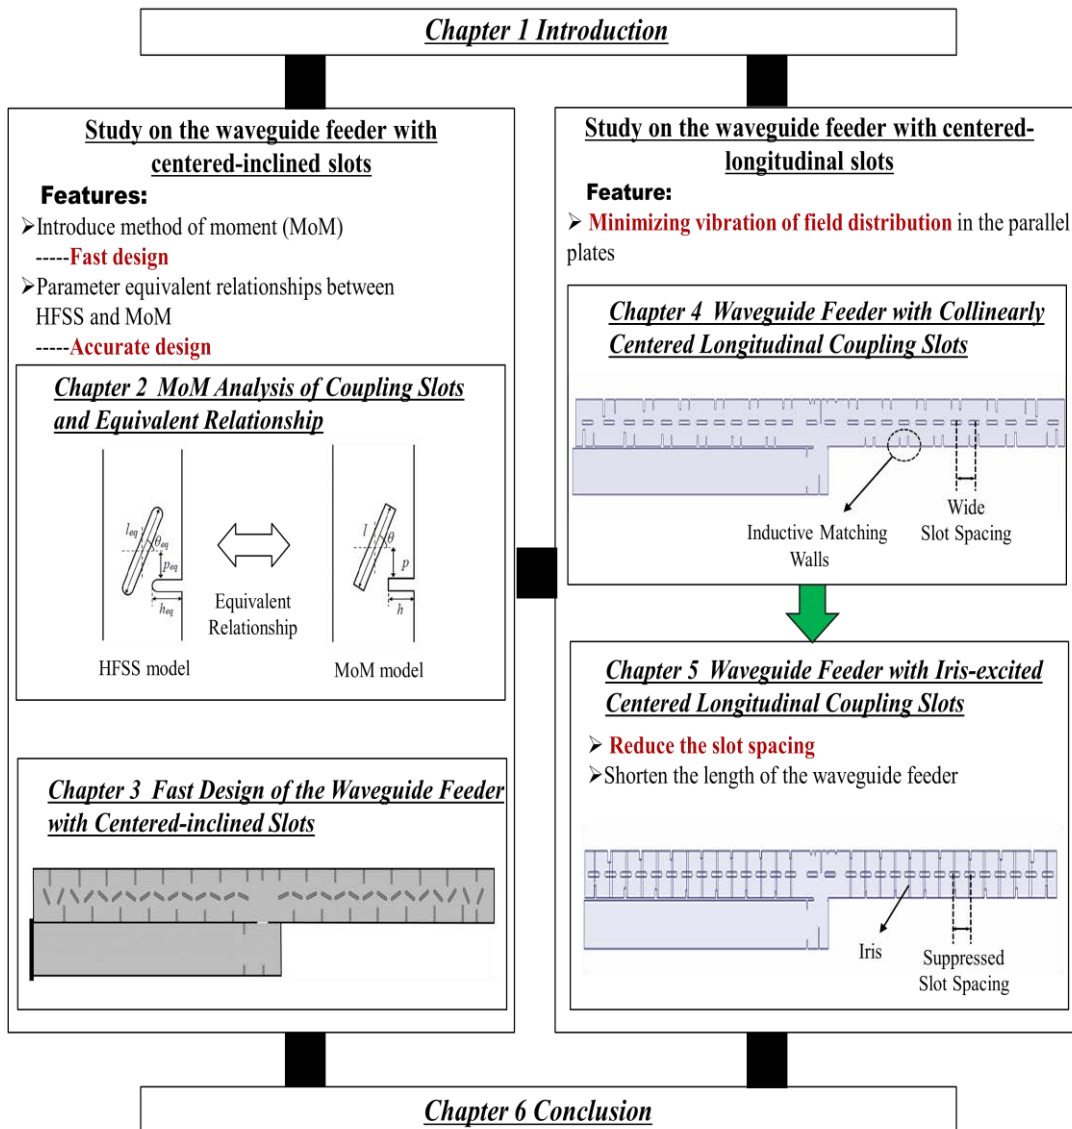 Chapter 1 Introduction
Study on the waveguide feeder with
centered-inclined slots
Features:
➢Introduce method of moment (MoM)
-----Fast design
➢Parameter equivalent relationships between
HFSS and MoM
-----Accurate design
Chapter 2 MoM Analysis of Coupling Slots
and Equivalent Relationship
l_eq
θ_eq
p_eq
h_eq
Equivalent
Relationship
l
θ
p
h
HFSS model
MoM model
Chapter 3 Fast Design of the Waveguide Feeder
with Centered-inclined Slots
Study on the waveguide feeder with centered-
longitudinal slots
Feature:
➢ Minimizing vibration of field distribution in the parallel
plates
Chapter 4 Waveguide Feeder with Collinearly
Centered Longitudinal Coupling Slots
Inductive Matching
Walls
Wide
Slot Spacing
Chapter 5 Waveguide Feeder with Iris-excited
Centered Longitudinal Coupling Slots
➢ Reduce the slot spacing
➢Shorten the length of the waveguide feeder
Iris
Suppressed
Slot Spacing
Chapter 6 Conclusion